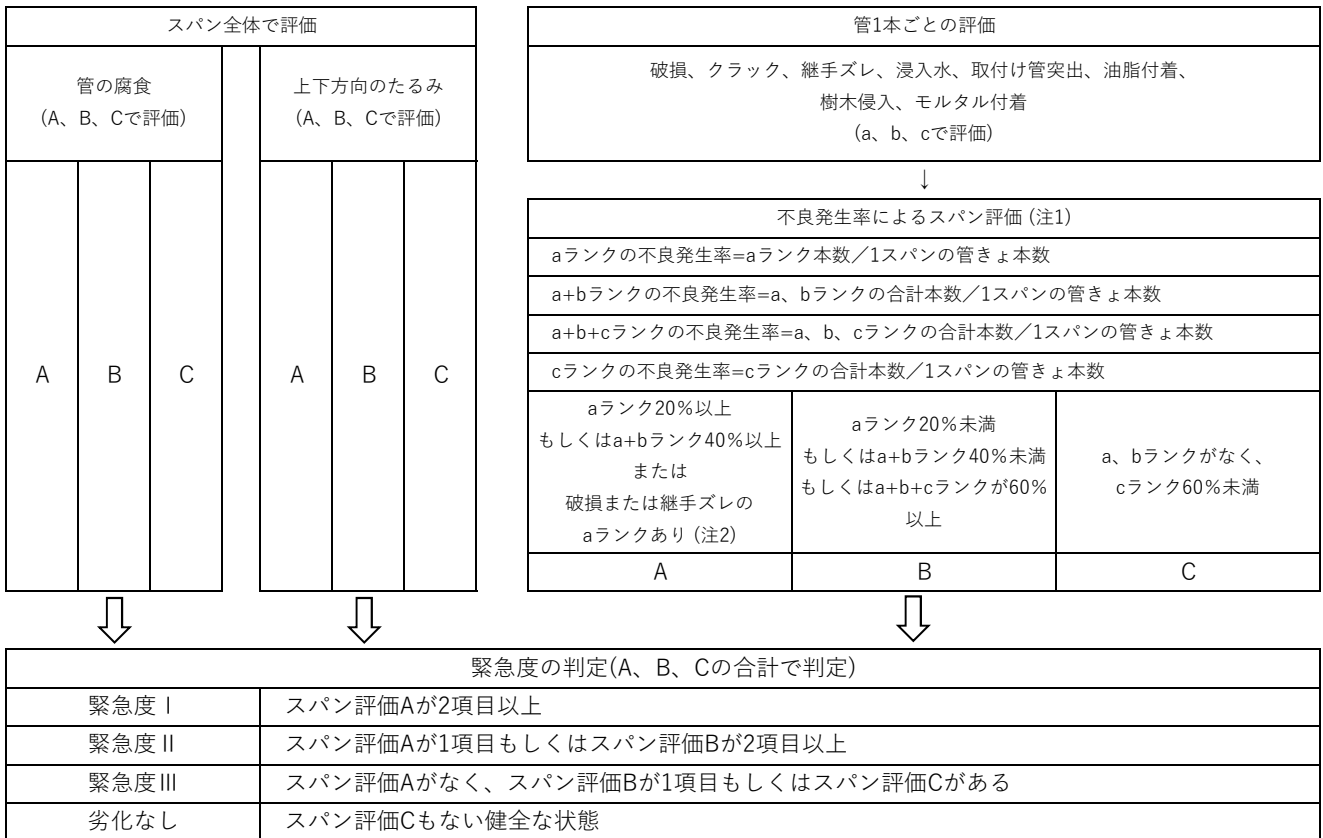 スパン全体で評価
管の腐食
(A、B、Cで評価)
上下方向のたるみ
(A、B、Cで評価)
A
B
C
A
B
C
管1本ごとの評価
破損、クラック、継手ズレ、浸入水、取付け管突出、油脂付着、
樹木侵入、モルタル付着
(a、b、cで評価)
↓
不良発生率によるスパン評価 (注1)
aランクの不良発生率=aランク本数／1スパンの管きょ本数
a+bランクの不良発生率=a、bランクの合計本数／1スパンの管きょ本数
a+b+cランクの不良発生率=a、b、cランクの合計本数／1スパンの管きょ本数
cランクの不良発生率=cランクの合計本数／1スパンの管きょ本数
aランク20%以上
もしくはa+bランク40%以上
または
破損または継手ズレの
aランクあり (注2)
aランク20%未満
もしくはa+bランク40%未満
もしくはa+b+cランクが60%
以上
a、bランクがなく、
cランク60%未満
A
B
C
緊急度の判定(A、B、Cの合計で判定)
緊急度Ⅰ
スパン評価Aが2項目以上
緊急度Ⅱ
スパン評価Aが1項目もしくはスパン評価Bが2項目以上
緊急度Ⅲ
スパン評価Aがなく、スパン評価Bが1項目もしくはスパン評価Cがある
劣化なし
スパン評価Cもない健全な状態